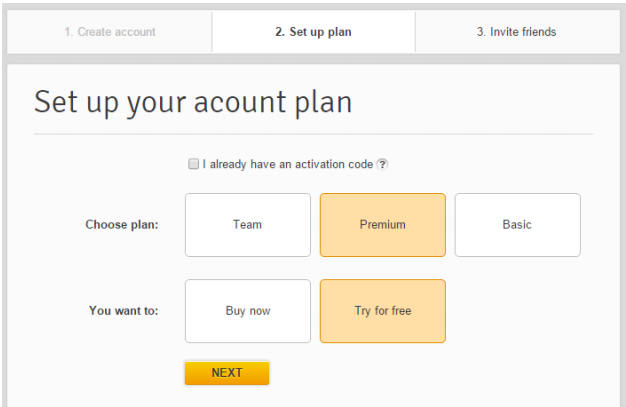 1. Create account
2. Set up plan
3. Invite friends
Set up your acount plan
I already have an activation code ?
Choose plan:
Team
Premium
Basic
You want to:
Buy now
Try for free
NEXT